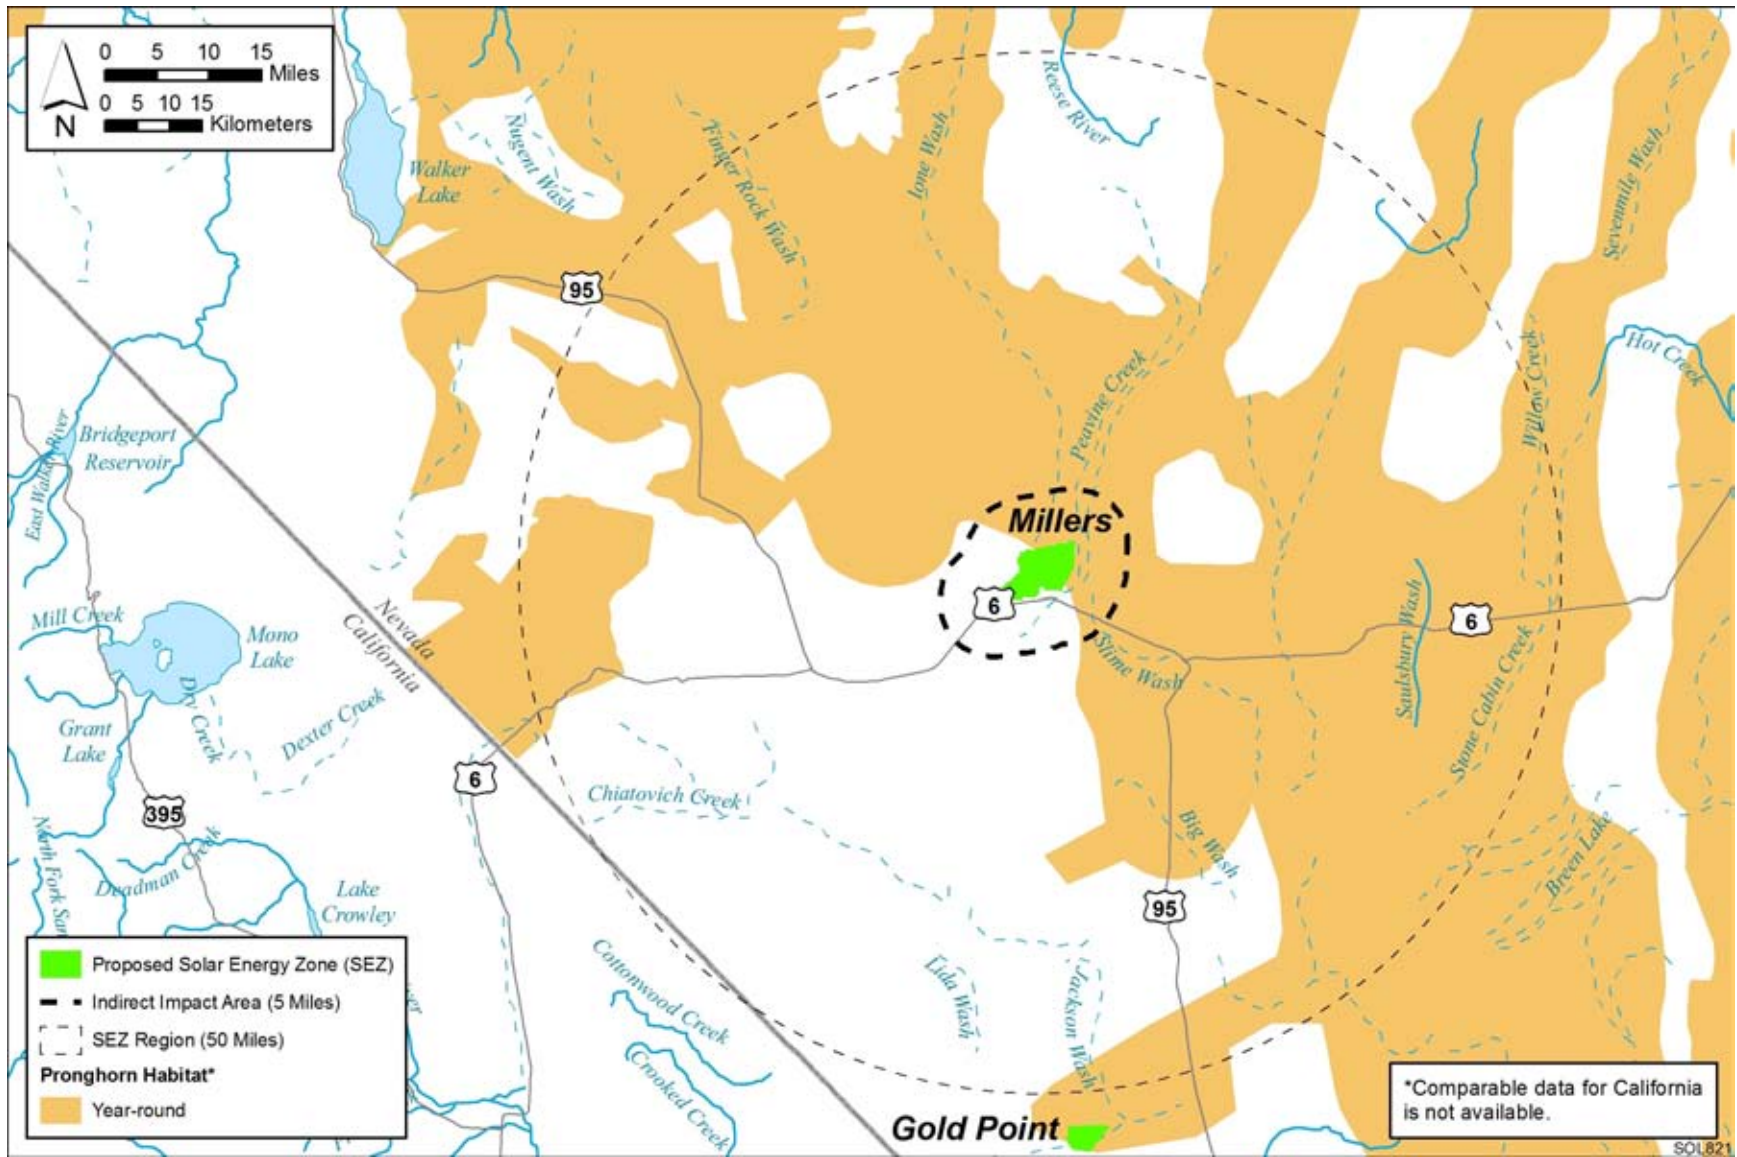 0 5 10 15
Miles
0 5 10 15
Kilometers
N
Walker
Lake
Nugent Wash
Finger Rock Wash
Ione Wash
Reese River
Sevenmile Wash
95
Hot Creek
Willow Creek
Peavine Creek
East Walker River
Bridgeport
Reservoir
Millers
6
6
Mill Creek
Mono
Lake
Nevada
California
Slime Wash
Saulsbury Wash
Stone Cabin Creek
Grant
Lake
Dry Creek
Dexter Creek
6
Chiatovich Creek
395
North Fork San
Deadman Creek
Lake
Crowley
Big Wash
Breen Lake
95
Cottonwood Creek
Lida Wash
Jackson Wash
Crooked Creek
Proposed Solar Energy Zone (SEZ)
Indirect Impact Area (5 Miles)
SEZ Region (50 Miles)
Pronghorn Habitat*
Year-round
Gold Point
*Comparable data for California
is not available.
SOL821